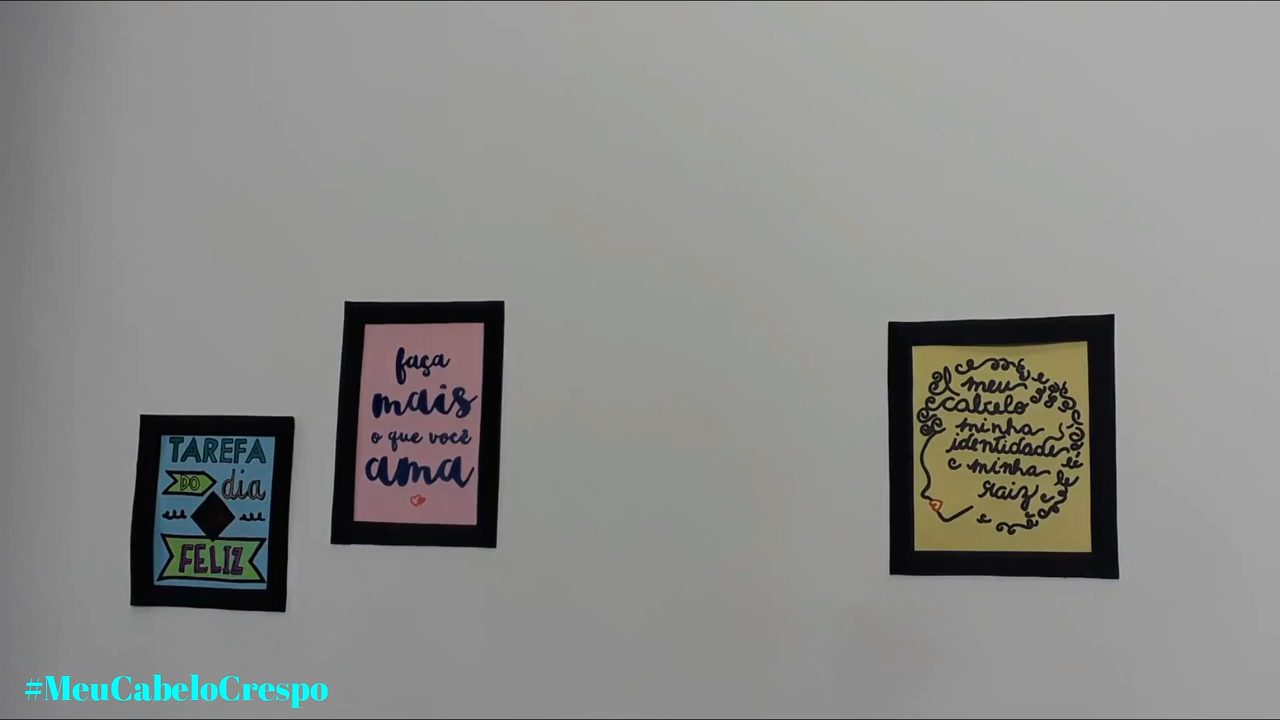 TAREFA
DO dia
FELIZ
faça
mais
o que você
ama
meu
cabelo
minha
identidade
e minha
raiz
#MeuCabeloCrespo